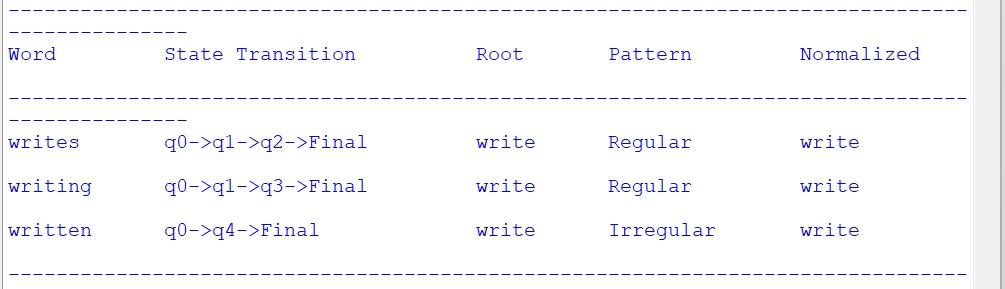 --------------------------------------------------------------------------------
---------------
Word State Transition Root Pattern Normalized
--------------------------------------------------------------------------------
---------------
writes q0->q1->q2->Final write Regular write
writing q0->q1->q3->Final write Regular write
written q0->q4->Final write Irregular write
--------------------------------------------------------------------------------